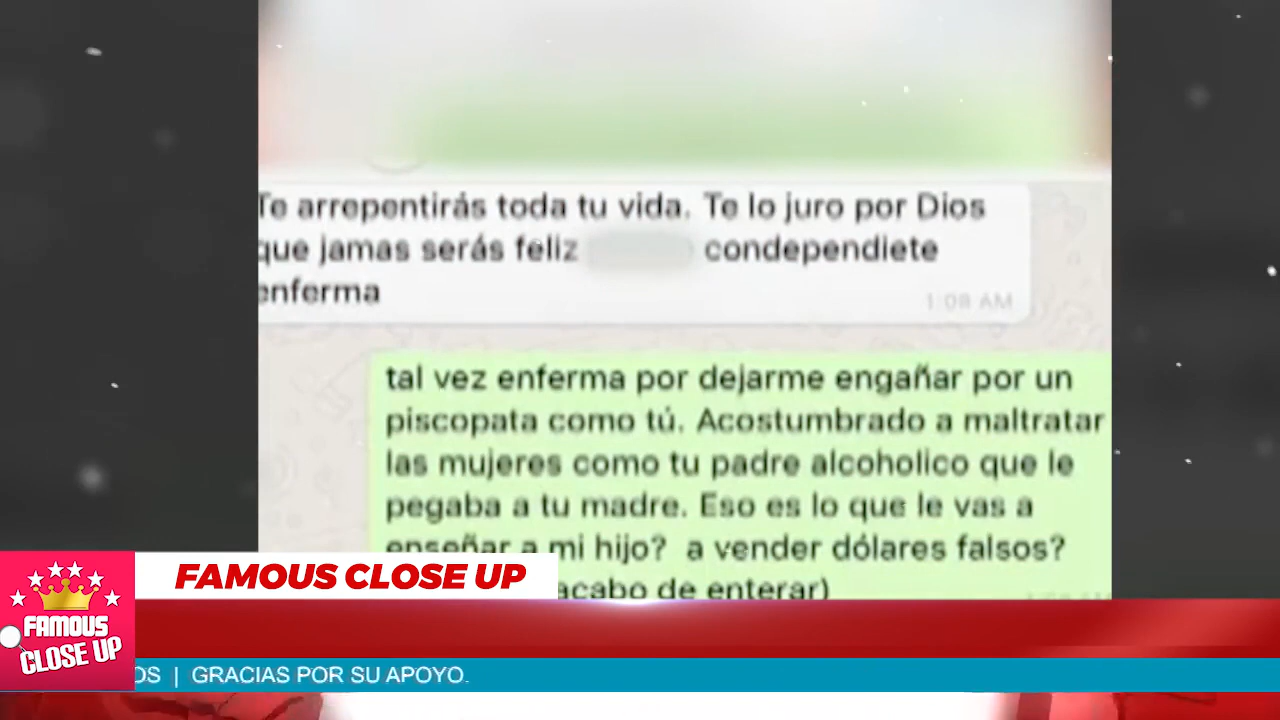 Te arrepentirás toda tu vida. Te lo juro por Dios
que jamas serás feliz condependiete
enferma
1:08 AM
tal vez enferma por dejarme engañar por un
piscopata como tú. Acostumbrado a maltratar
las mujeres como tu padre alcoholico que le
pegaba a tu madre. Eso es lo que le vas a
enseñar a mi hijo? a vender dólares falsos?
acabo de enterar)
FAMOUS CLOSE UP
FAMOUS
CLOSE UP
OS | GRACIAS POR SU APOYO.